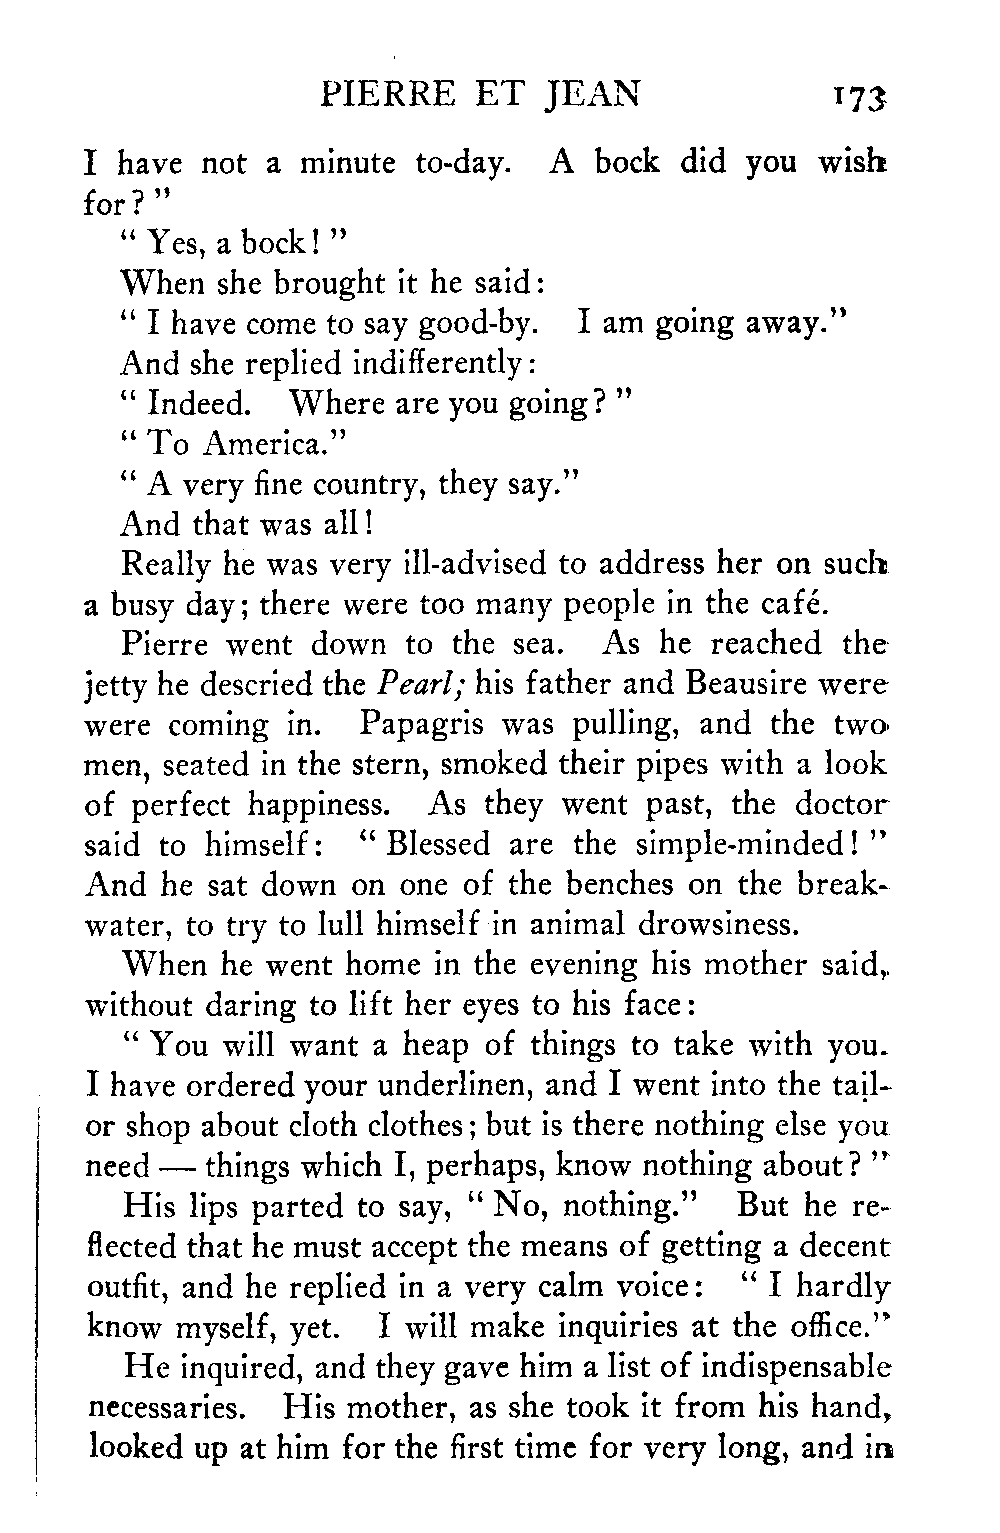 PIERRE ET JEAN 173
I have not a minute to-day. A bock did you wish
for? "
" Yes, a bock! "
When she brought it he said:
" I have come to say good-by. I am going away."
And she replied indifferently:
" Indeed. Where are you going? "
" To America."
" A very fine country, they say."
And that was all!
Really he was very ill-advised to address her on such
a busy day; there were too many people in the café.
Pierre went down to the sea. As he reached the
jetty he descried the Pearl; his father and Beausire were
were coming in. Papagris was pulling, and the two
men, seated in the stern, smoked their pipes with a look
of perfect happiness. As they went past, the doctor
said to himself: " Blessed are the simple-minded! "
And he sat down on one of the benches on the break-
water, to try to lull himself in animal drowsiness.
When he went home in the evening his mother said,
without daring to lift her eyes to his face:
" You will want a heap of things to take with you.
I have ordered your underlinen, and I went into the tail-
or shop about cloth clothes; but is there nothing else you
need — things which I, perhaps, know nothing about? "
His lips parted to say, " No, nothing." But he re-
flected that he must accept the means of getting a decent
outfit, and he replied in a very calm voice: " I hardly
know myself, yet. I will make inquiries at the office."
He inquired, and they gave him a list of indispensable
necessaries. His mother, as she took it from his hand,
looked up at him for the first time for very long, and in